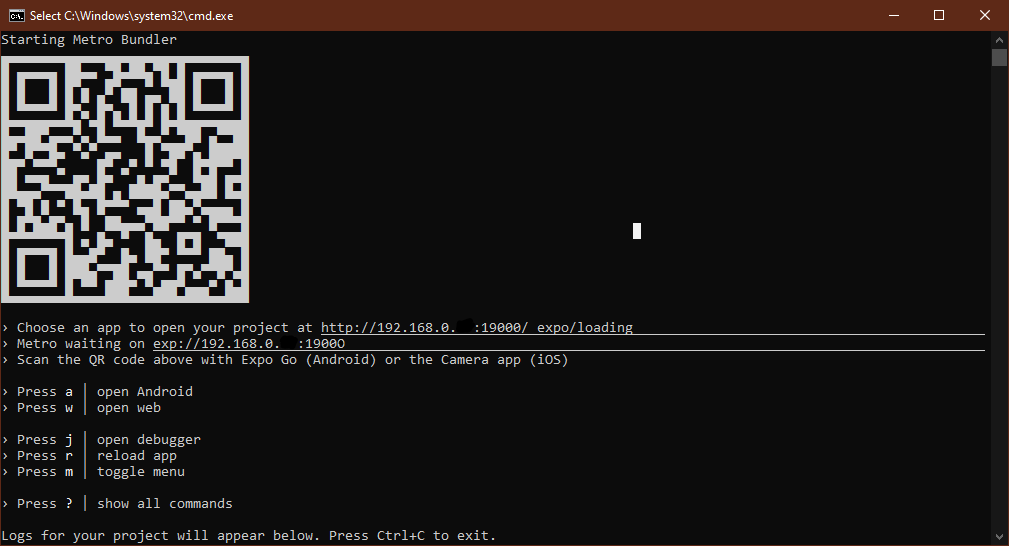 Select C:\Windows\system32\cmd.exe
Starting Metro Bundler
› Choose an app to open your project at http://192.168.0. :19000/_expo/loading
› Metro waiting on exp://192.168.0. :19000
› Scan the QR code above with Expo Go (Android) or the Camera app (iOS)
› Press a │ open Android
› Press w │ open web
› Press j │ open debugger
› Press r │ reload app
› Press m │ toggle menu
› Press ? │ show all commands
Logs for your project will appear below. Press Ctrl+C to exit.